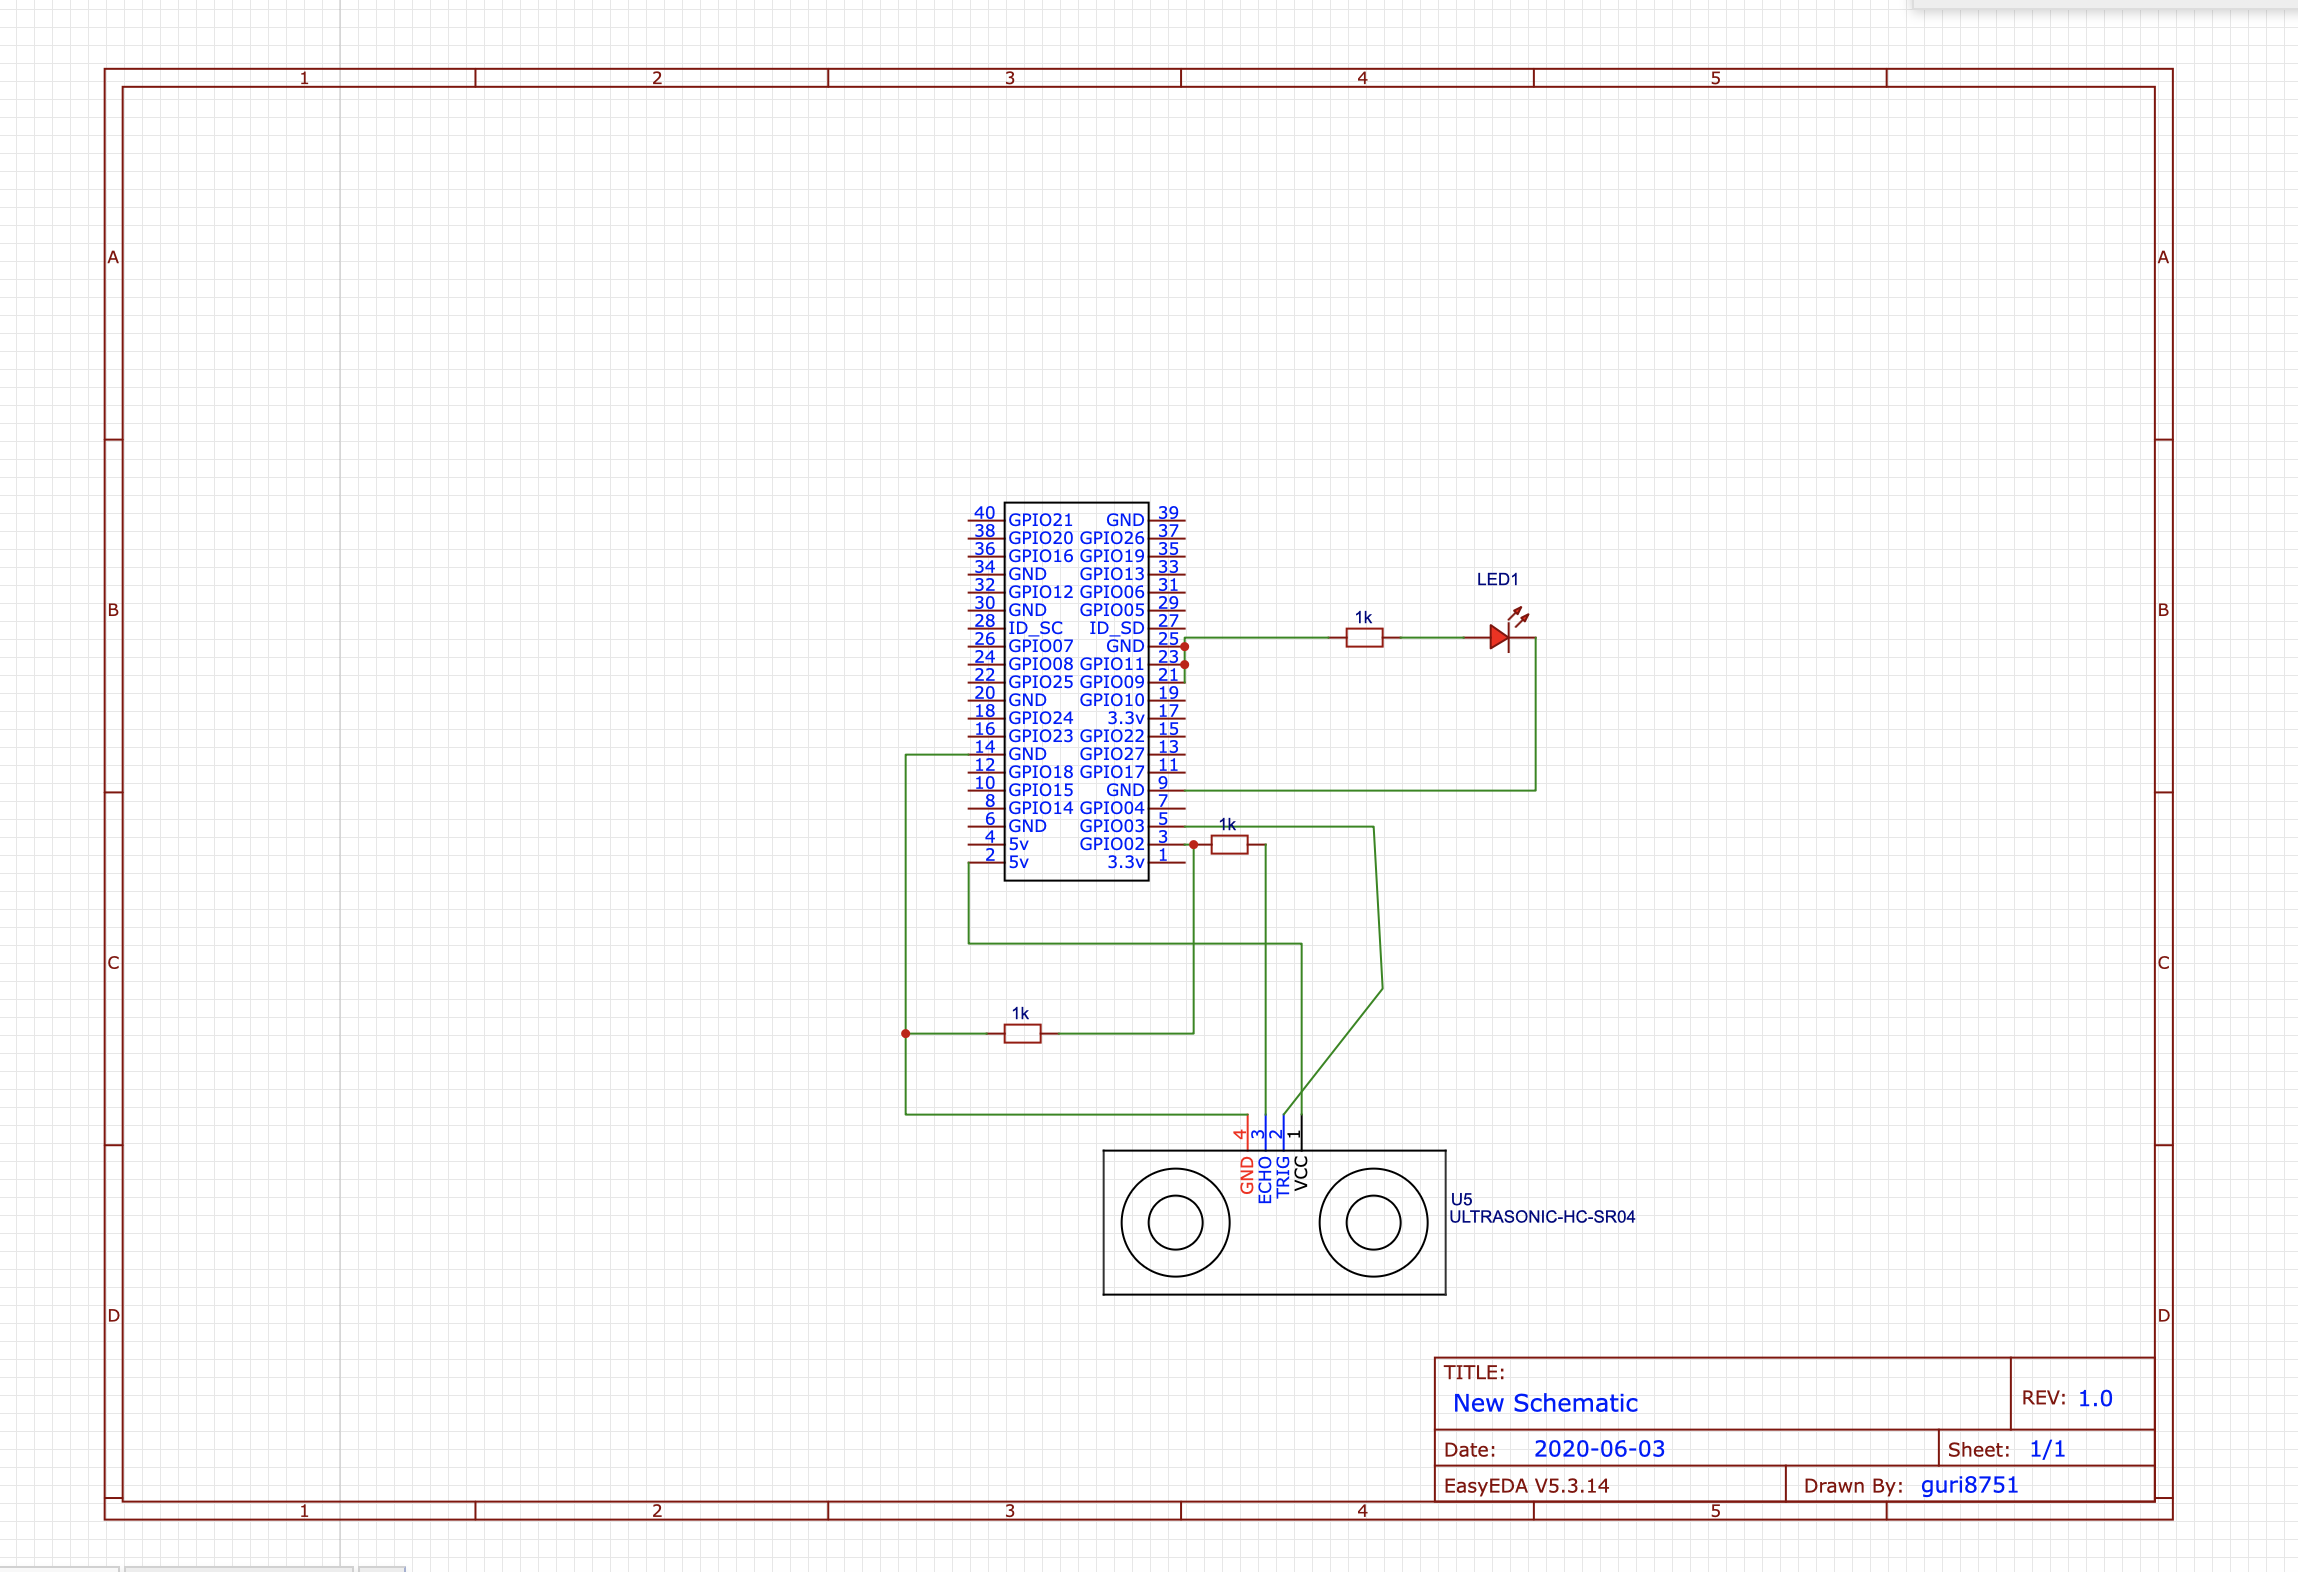 1 2 3 4 5
A A
40 GPIO21 GND 39
38 GPIO20 GPIO26 37
36 GPIO16 GPIO19 35
34 GND GPIO13 33
32 GPIO12 GPIO06 31
30 GND GPIO05 29
28 ID_SC ID_SD 27
26 GPIO07 GND 25
24 GPIO08 GPIO11 23
22 GPIO25 GPIO09 21
20 GND GPIO10 19
18 GPIO24 3.3v 17
16 GPIO23 GPIO22 15
14 GND GPIO27 13
12 GPIO18 GPIO17 11
10 GPIO15 GND 9
8 GPIO14 GPIO04 7
6 GND GPIO03 5
4 5v GPIO02 3
2 5v 3.3v 1
LED1
1k
B B
1k
C C
1k
4 3 2 1
GND
ECHO
TRIG
VCC
U5
ULTRASONIC-HC-SR04
D D
TITLE:
New Schematic
REV: 1.0
Date: 2020-06-03
Sheet: 1/1
EasyEDA V5.3.14
Drawn By: guri8751
1 2 3 4 5